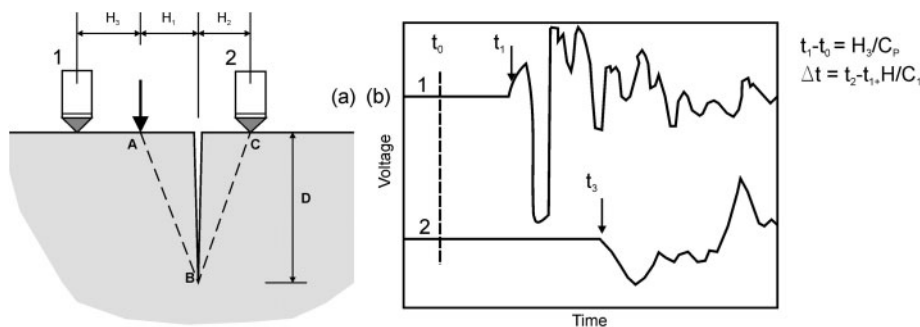 H₃ H₁ H₂
1 2
A C
D
B
(a) (b)
t₀ t₁
1
t₃
2
Voltage
Time
t₁-t₀ = H₃/Cₚ
Δt = t₂-t₁₊H/C₁